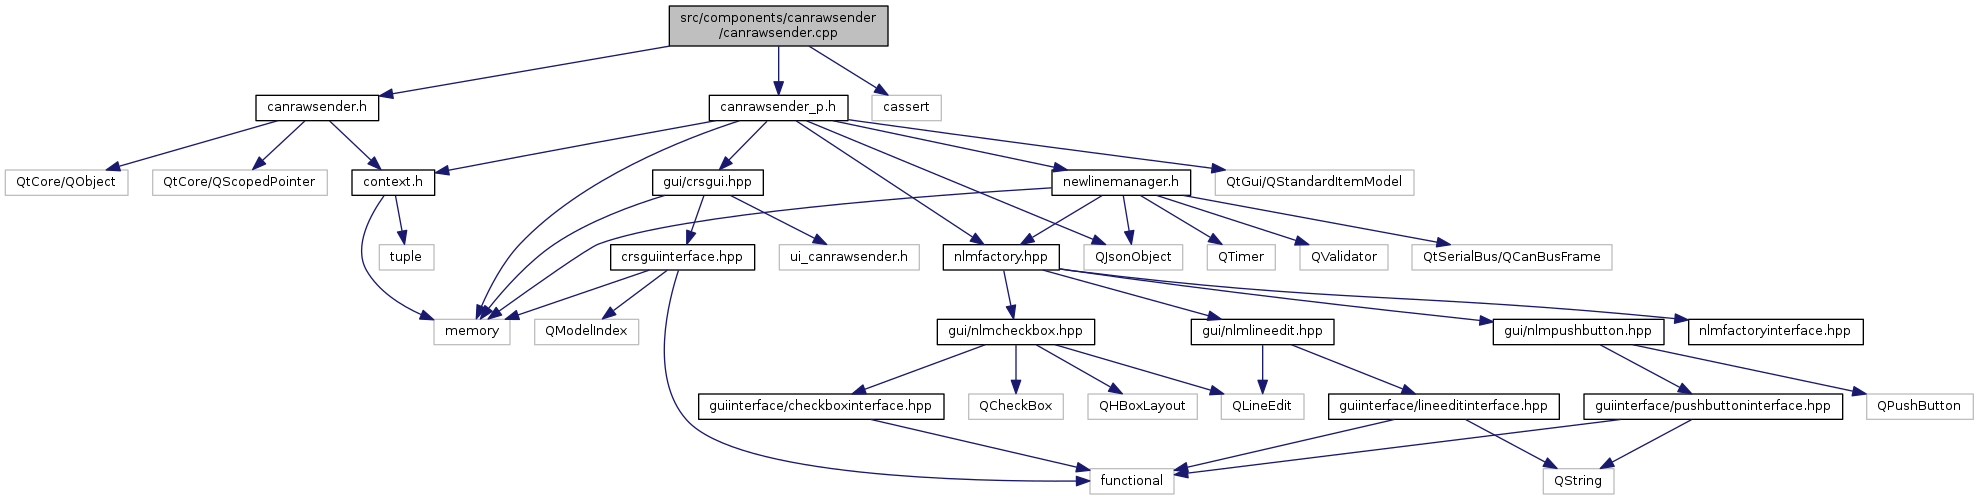 src/components/canrawsender
/canrawsender.cpp
canrawsender.h
canrawsender_p.h
cassert
QtCore/QObject
QtCore/QScopedPointer
context.h
gui/crsgui.hpp
newlinemanager.h
QtGui/QStandardItemModel
tuple
crsguiinterface.hpp
ui_canrawsender.h
nlmfactory.hpp
QJsonObject
QTimer
QValidator
QtSerialBus/QCanBusFrame
memory
QModelIndex
gui/nlmcheckbox.hpp
gui/nlmlineedit.hpp
gui/nlmpushbutton.hpp
nlmfactoryinterface.hpp
guiinterface/checkboxinterface.hpp
QCheckBox
QHBoxLayout
QLineEdit
guiinterface/lineeditinterface.hpp
guiinterface/pushbuttoninterface.hpp
QPushButton
functional
QString